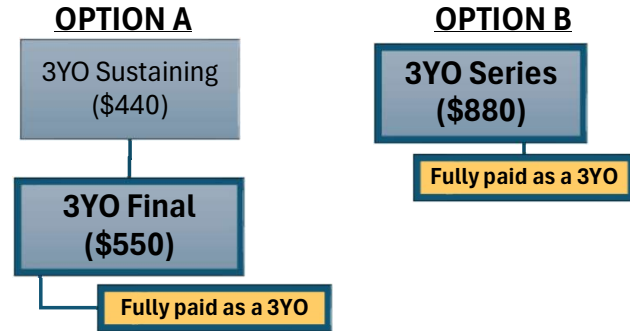 OPTION A
3YO Sustaining
($440)
3YO Final
($550)
Fully paid as a 3YO
OPTION B
3YO Series
($880)
Fully paid as a 3YO